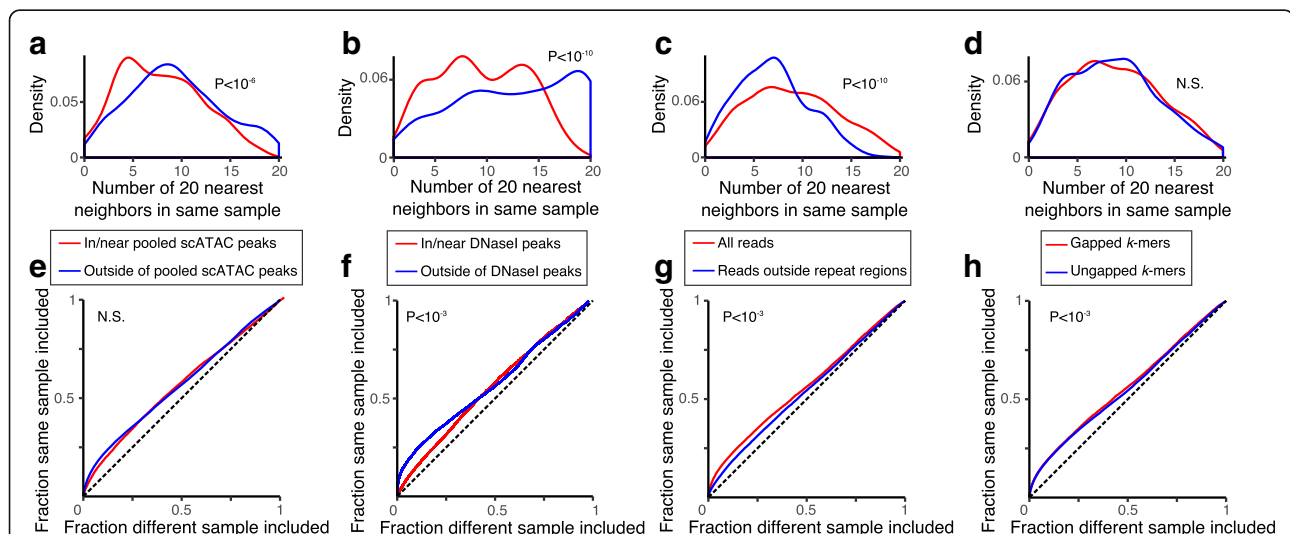 a
Density
0.05
0
P<10-6
0 5 10 15 20
Number of 20 nearest
neighbors in same sample
b
Density
0.06
0
P<10-10
0 5 10 15 20
Number of 20 nearest
neighbors in same sample
c
Density
0.06
0
P<10-10
0 5 10 15 20
Number of 20 nearest
neighbors in same sample
d
Density
0.06
0
N.S.
0 5 10 15 20
Number of 20 nearest
neighbors in same sample
In/near pooled scATAC peaks
Outside of pooled scATAC peaks
In/near DNaseI peaks
Outside of DNaseI peaks
All reads
Reads outside repeat regions
Gapped k-mers
Ungapped k-mers
e
Fraction same sample included
1
0.5
N.S.
0 0.5 1
Fraction different sample included
f
Fraction same sample included
1
0.5
P<10-3
0 0.5 1
Fraction different sample included
g
Fraction same sample included
1
0.5
P<10-3
0 0.5 1
Fraction different sample included
h
Fraction same sample included
1
0.5
P<10-3
0 0.5 1
Fraction different sample included